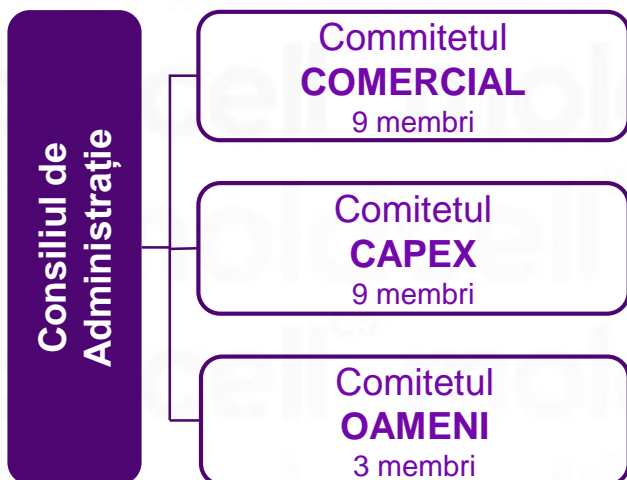 Consiliul de
Administrație
Commitetul
COMERCIAL
9 membri
Comitetul
CAPEX
9 membri
Comitetul
OAMENI
3 membri